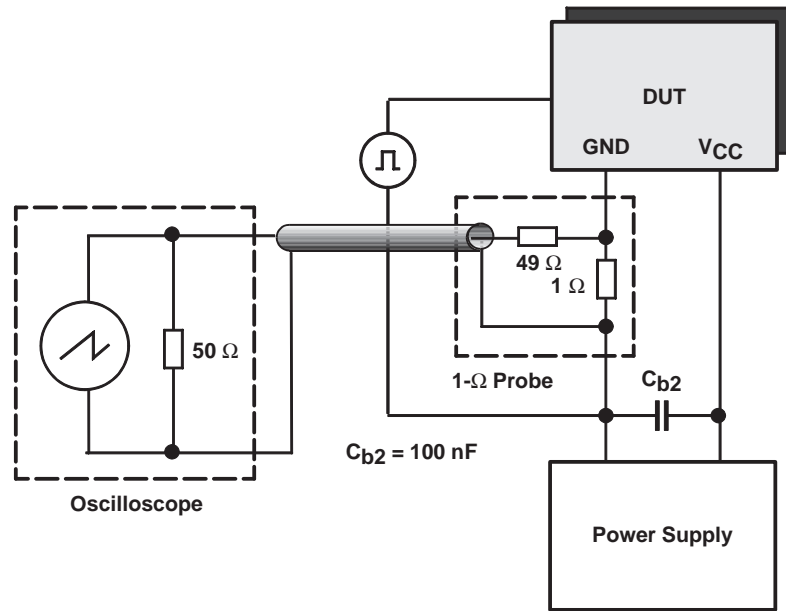 DUT
GND
VCC
49 Ω
1 Ω
50 Ω
1-Ω Probe
Cb2
Cb2 = 100 nF
Oscilloscope
Power Supply